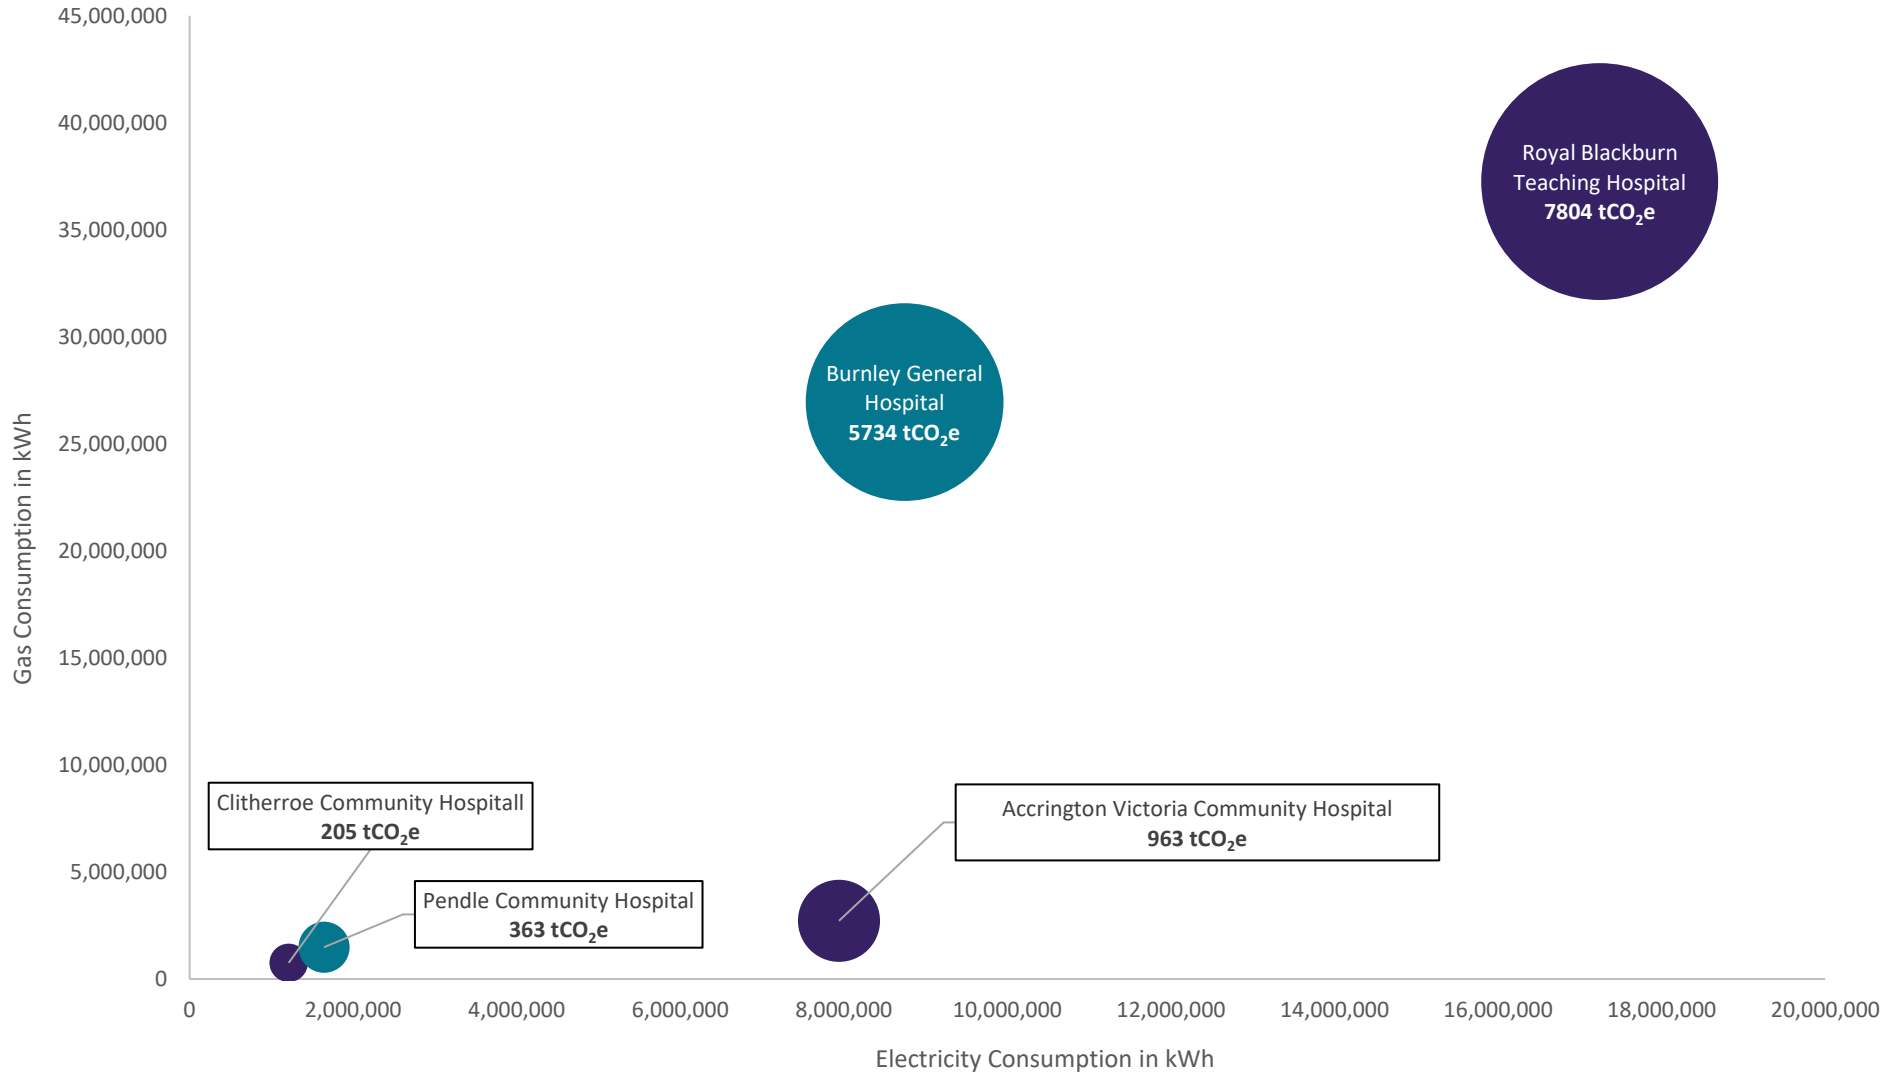 45,000,000
40,000,000
35,000,000
30,000,000
25,000,000
20,000,000
15,000,000
10,000,000
5,000,000
0
Gas Consumption in kWh
Royal Blackburn
Teaching Hospital
7804 tCO₂e
Burnley General
Hospital
5734 tCO₂e
Clitherroe Community Hospitall
205 tCO₂e
Accrington Victoria Community Hospital
963 tCO₂e
Pendle Community Hospital
363 tCO₂e
0
2,000,000
4,000,000
6,000,000
8,000,000
10,000,000
12,000,000
14,000,000
16,000,000
18,000,000
20,000,000
Electricity Consumption in kWh